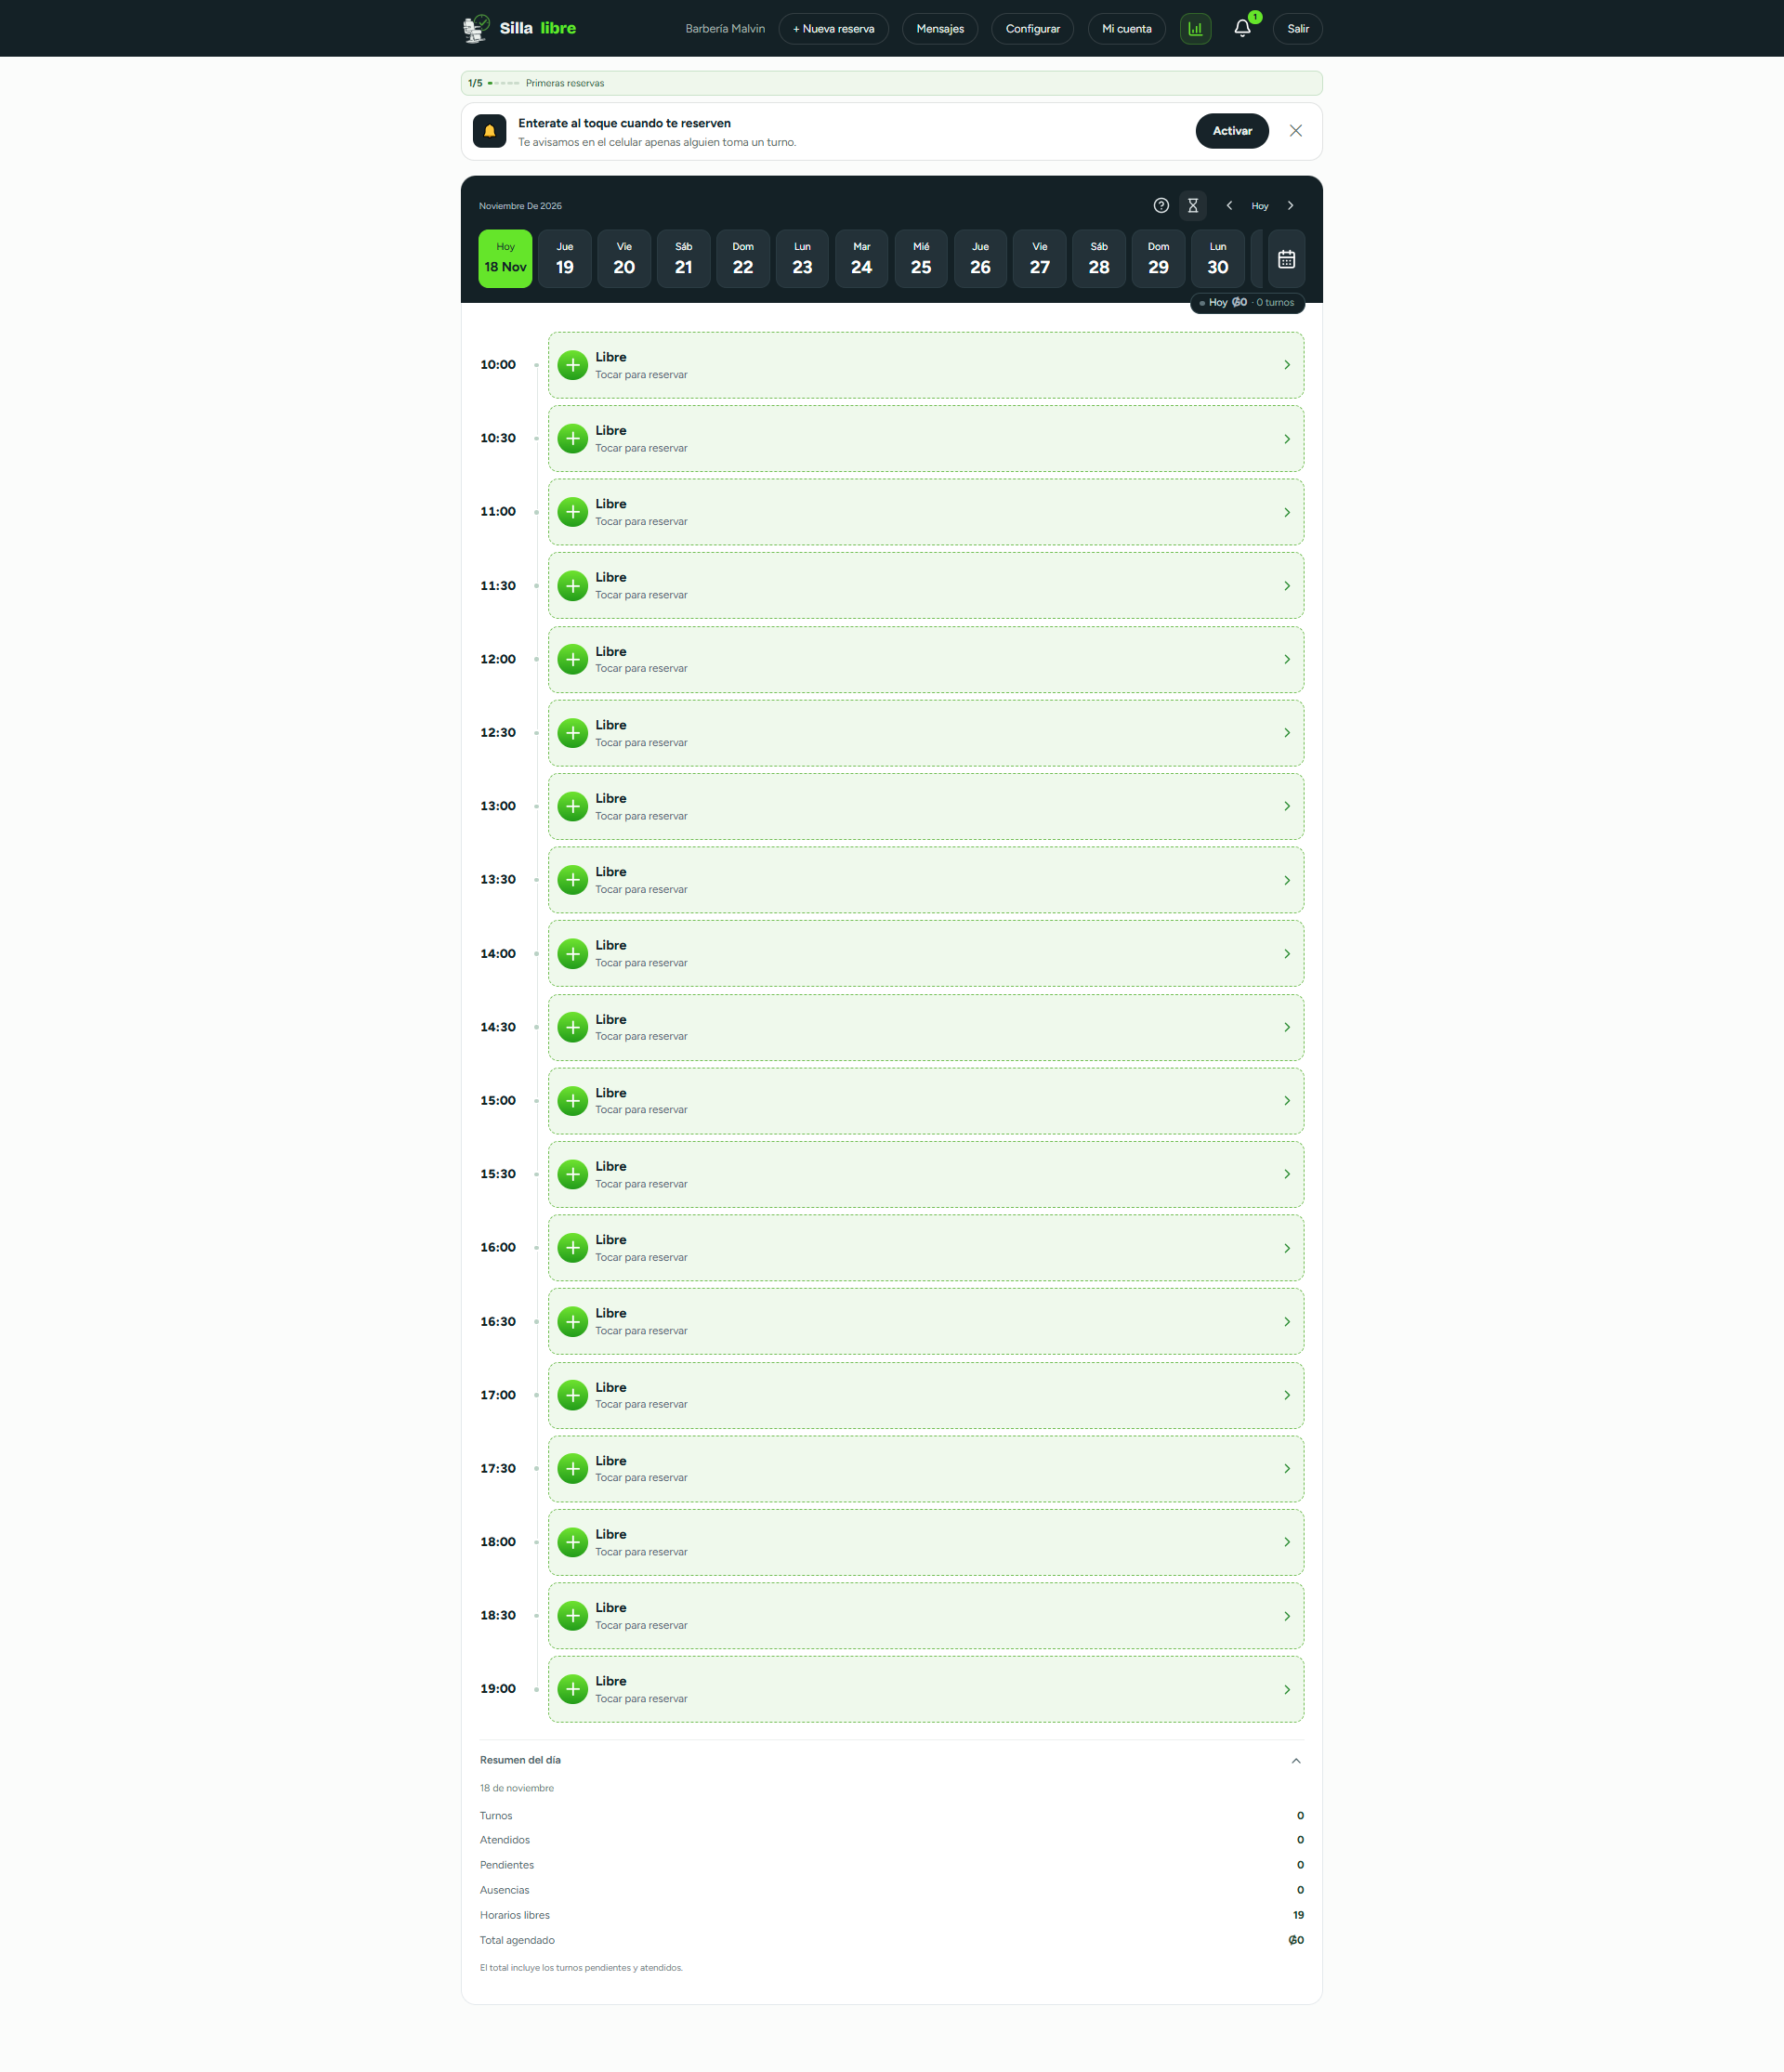 Silla libre
Barbería Malvin
+ Nueva reserva
Mensajes
Configurar
Mi cuenta
1
Salir
1/5 Primeras reservas
Enterate al toque cuando te reserven
Te avisamos en el celular apenas alguien toma un turno.
Activar
Noviembre De 2026
Hoy
Hoy
18 Nov
Jue
19
Vie
20
Sáb
21
Dom
22
Lun
23
Mar
24
Mié
25
Jue
26
Vie
27
Sáb
28
Dom
29
Lun
30
Hoy ₲0 · 0 turnos
10:00
Libre
Tocar para reservar
10:30
Libre
Tocar para reservar
11:00
Libre
Tocar para reservar
11:30
Libre
Tocar para reservar
12:00
Libre
Tocar para reservar
12:30
Libre
Tocar para reservar
13:00
Libre
Tocar para reservar
13:30
Libre
Tocar para reservar
14:00
Libre
Tocar para reservar
14:30
Libre
Tocar para reservar
15:00
Libre
Tocar para reservar
15:30
Libre
Tocar para reservar
16:00
Libre
Tocar para reservar
16:30
Libre
Tocar para reservar
17:00
Libre
Tocar para reservar
17:30
Libre
Tocar para reservar
18:00
Libre
Tocar para reservar
18:30
Libre
Tocar para reservar
19:00
Libre
Tocar para reservar
Resumen del día
18 de noviembre
Turnos 0
Atendidos 0
Pendientes 0
Ausencias 0
Horarios libres 19
Total agendado ₲0
El total incluye los turnos pendientes y atendidos.